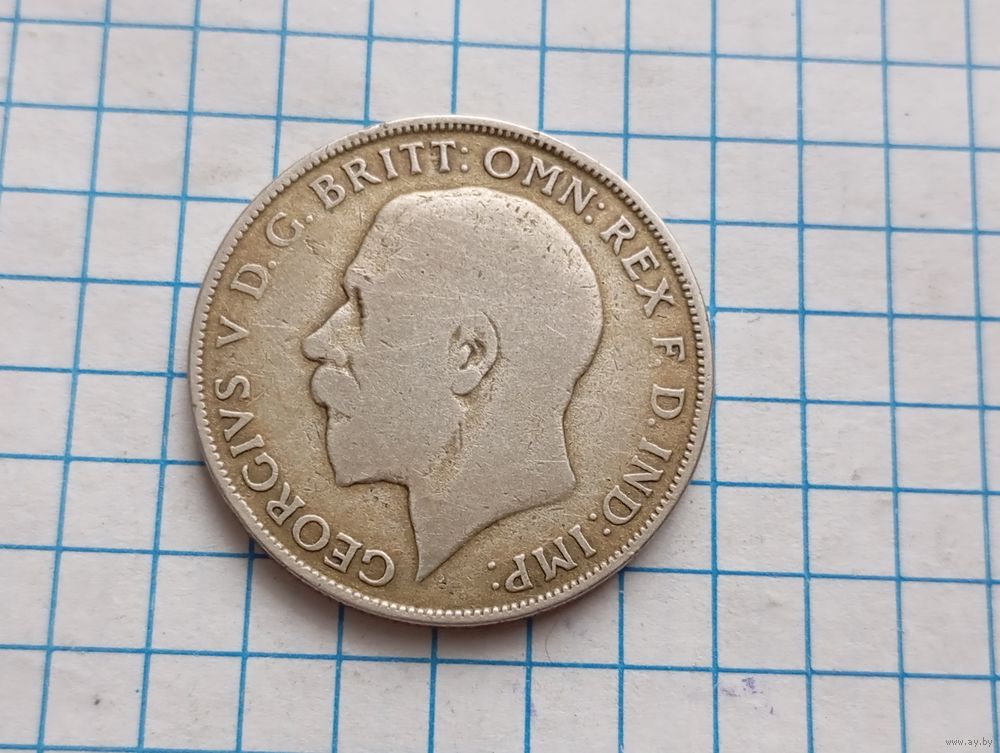 GEORGIVS V D. G. BRITT: OMN: REX F. D. IND: IMP:
www.ay.by